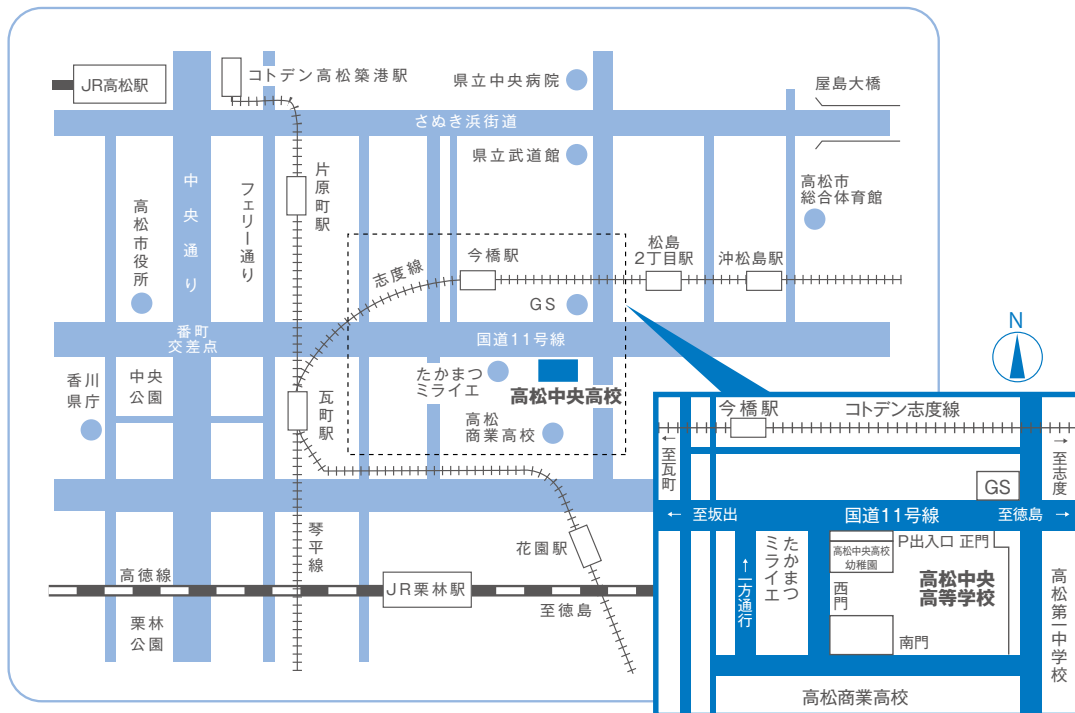 JR高松駅
コトデン高松築港駅
県立中央病院
屋島大橋
さぬき浜街道
県立武道館
中央通り
フェリー通り
片原町駅
高松市
総合体育館
高松市役所
志度線
今橋駅
松島
2丁目駅
沖松島駅
GS
番町
交差点
国道11号線
香川
県庁
中央
公園
瓦町駅
たかまつ
ミライエ
高松中央高校
高松
商業高校
琴平線
花園駅
高徳線
JR栗林駅
至徳島
栗林
公園
N
今橋駅
コトデン志度線
←至瓦町
→至志度
GS
← 至坂出
国道11号線
至徳島 →
←一方通行
たかまつ
ミライエ
高松中央高校
幼稚園
P出入口 正門
西門
高松中央
高等学校
南門
高松第一中学校
高松商業高校